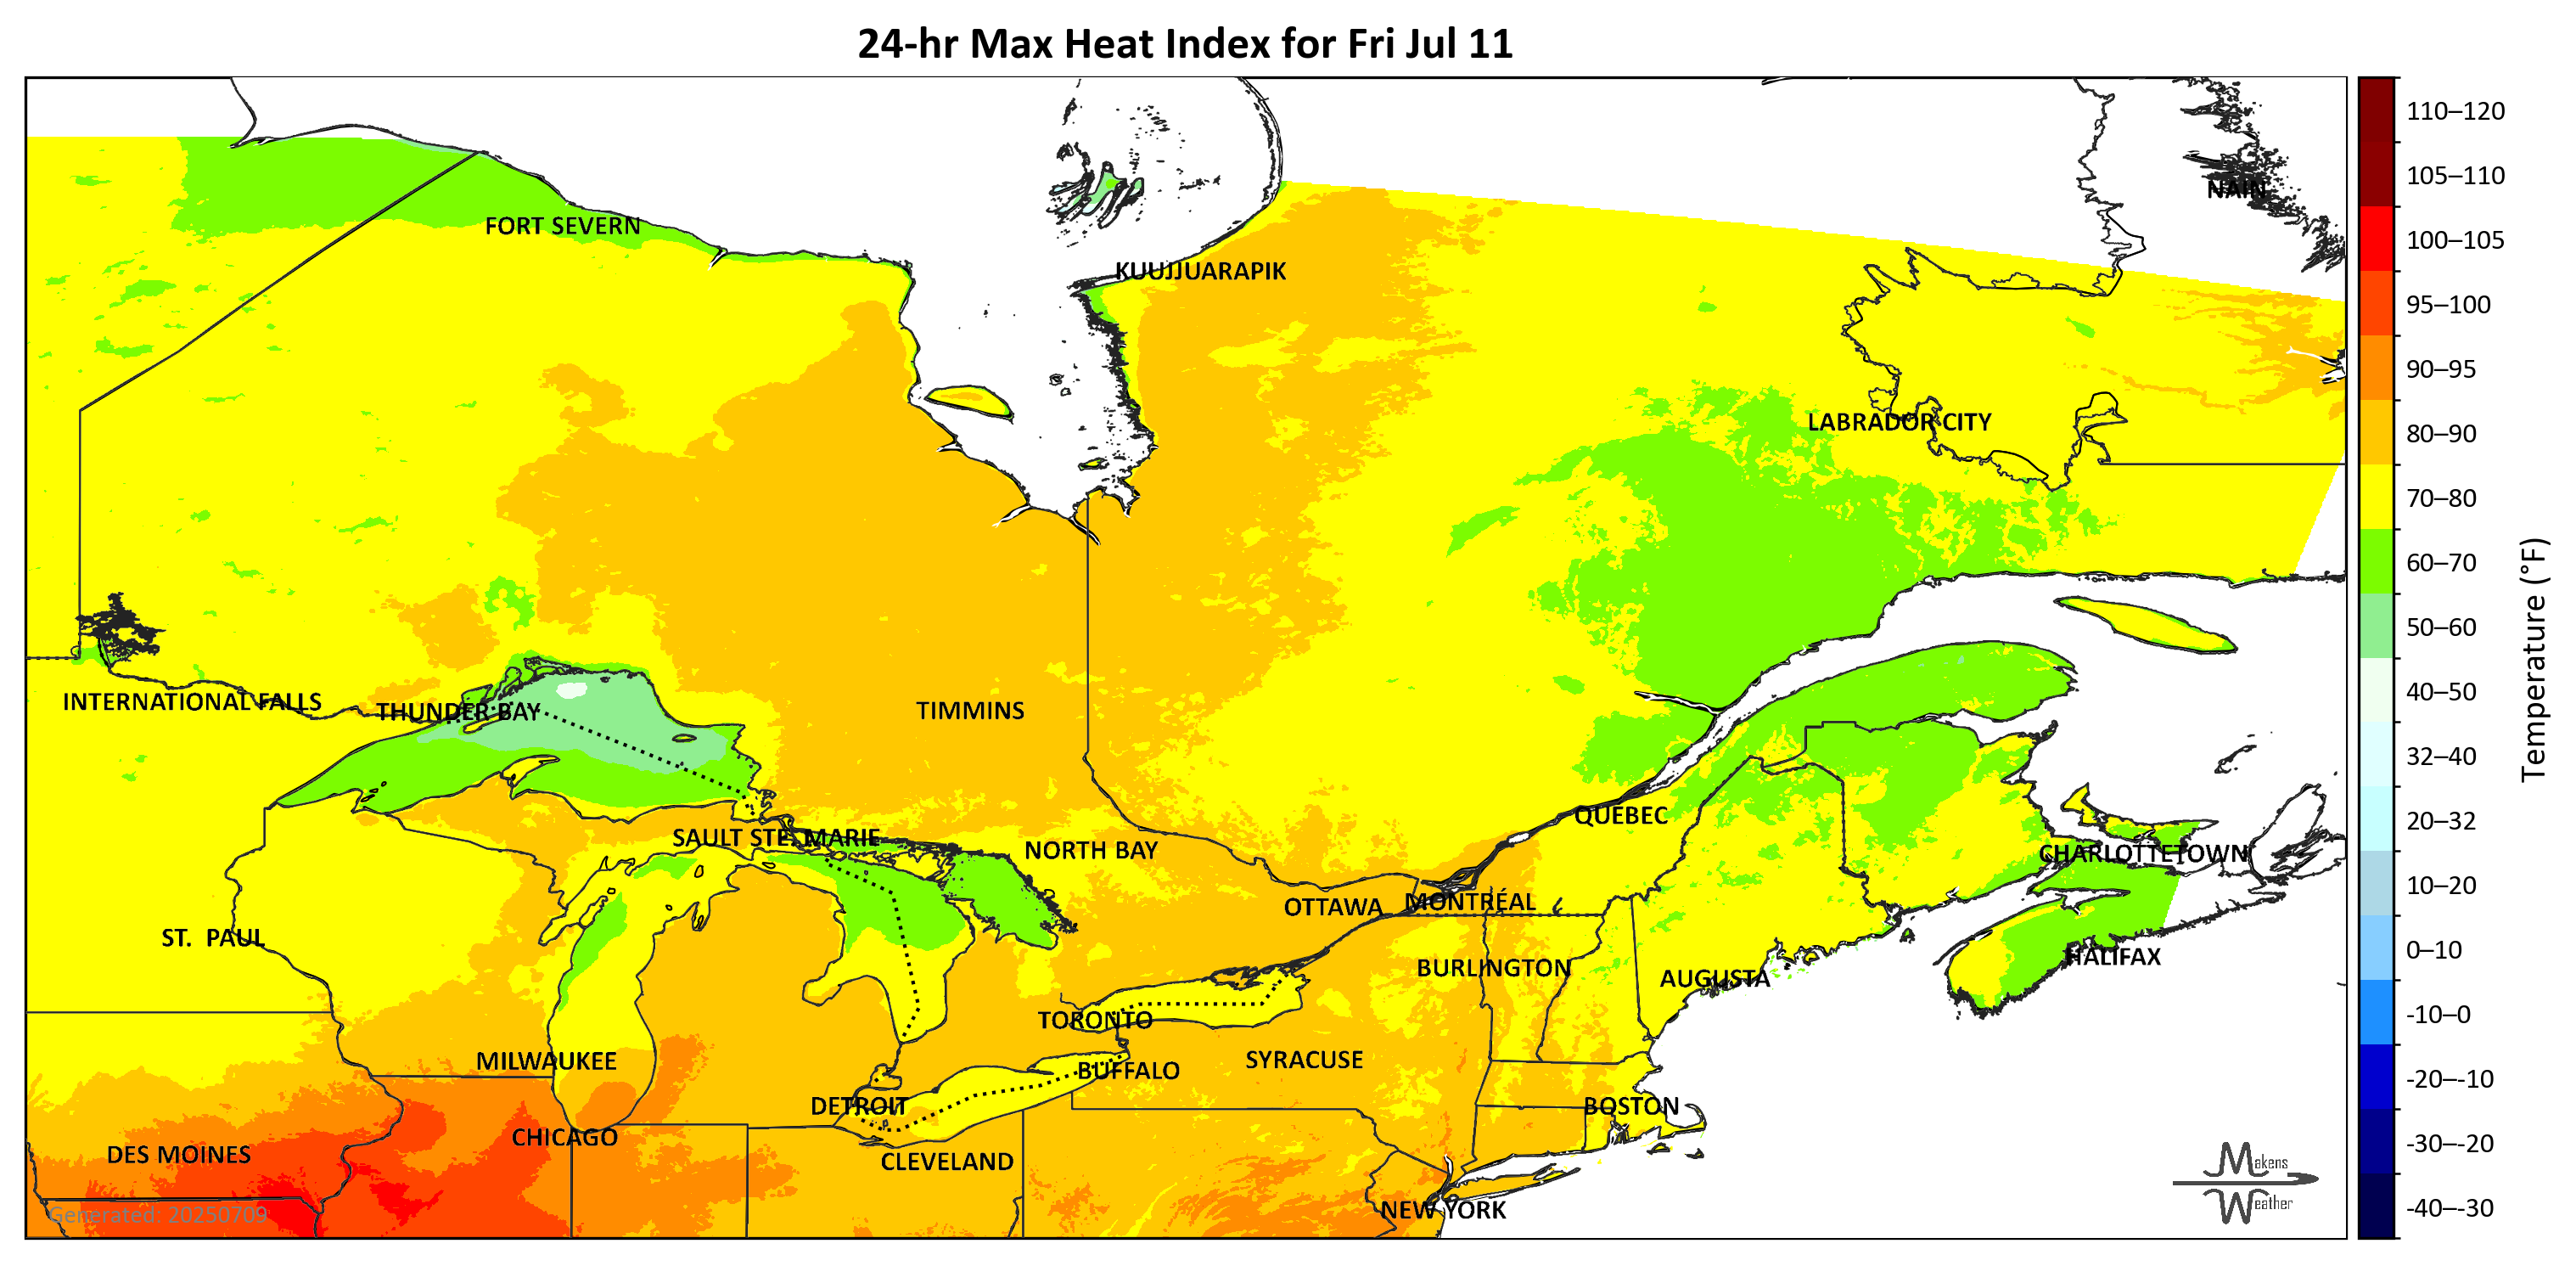 24-hr Max Heat Index for Fri Jul 11
NAIN
FORT SEVERN
KUUJJUARAPIK
LABRADOR CITY
INTERNATIONAL FALLS
THUNDER BAY
TIMMINS
QUÉBEC
SAULT STE. MARIE
NORTH BAY
CHARLOTTETOWN
OTTAWA
MONTRÉAL
ST. PAUL
HALIFAX
BURLINGTON
AUGUSTA
TORONTO
MILWAUKEE
SYRACUSE
BUFFALO
DETROIT
BOSTON
CHICAGO
DES MOINES
CLEVELAND
NEW YORK
Generated: 20250709
Makens
Weather
110–120
105–110
100–105
95–100
90–95
80–90
70–80
60–70
50–60
40–50
32–40
20–32
10–20
0–10
-10–0
-20–-10
-30–-20
-40–-30
Temperature (°F)